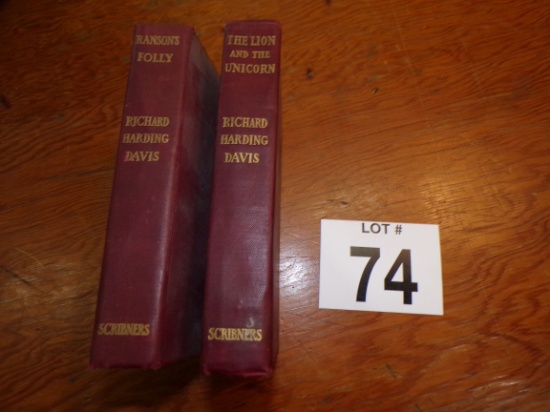 RANSON'S
FOLLY
RICHARD
HARDING
DAVIS
SCRIBNERS
THE LION
AND THE
UNICORN
RICHARD
HARDING
DAVIS
SCRIBNERS
LOT #
74